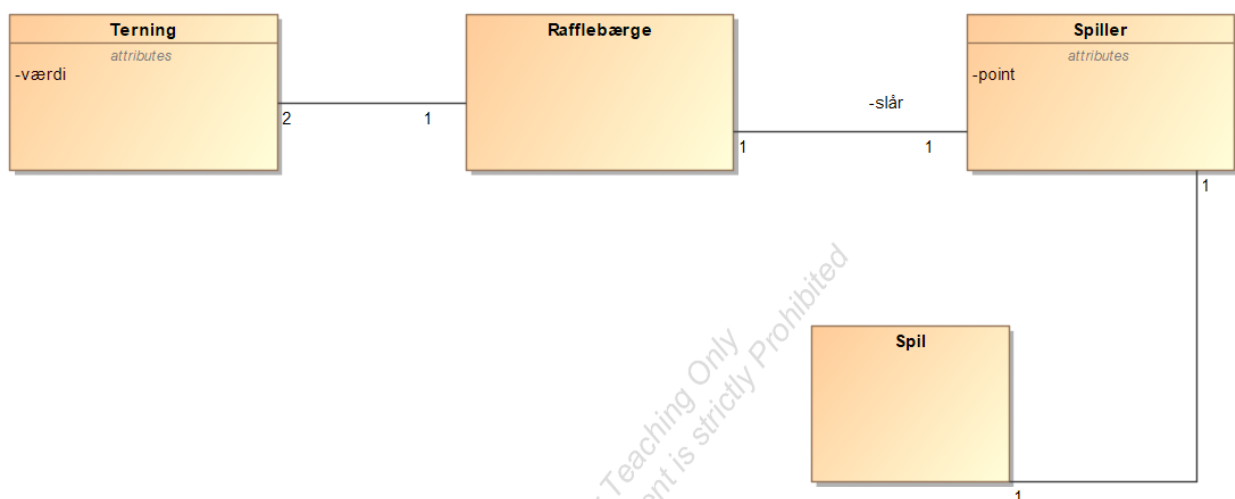 Terning
attributes
-værdi
2
1
Rafflebærge
1
-slår
1
Spiller
attributes
-point
1
Spil
1
Teaching Only
is strictly Prohibited